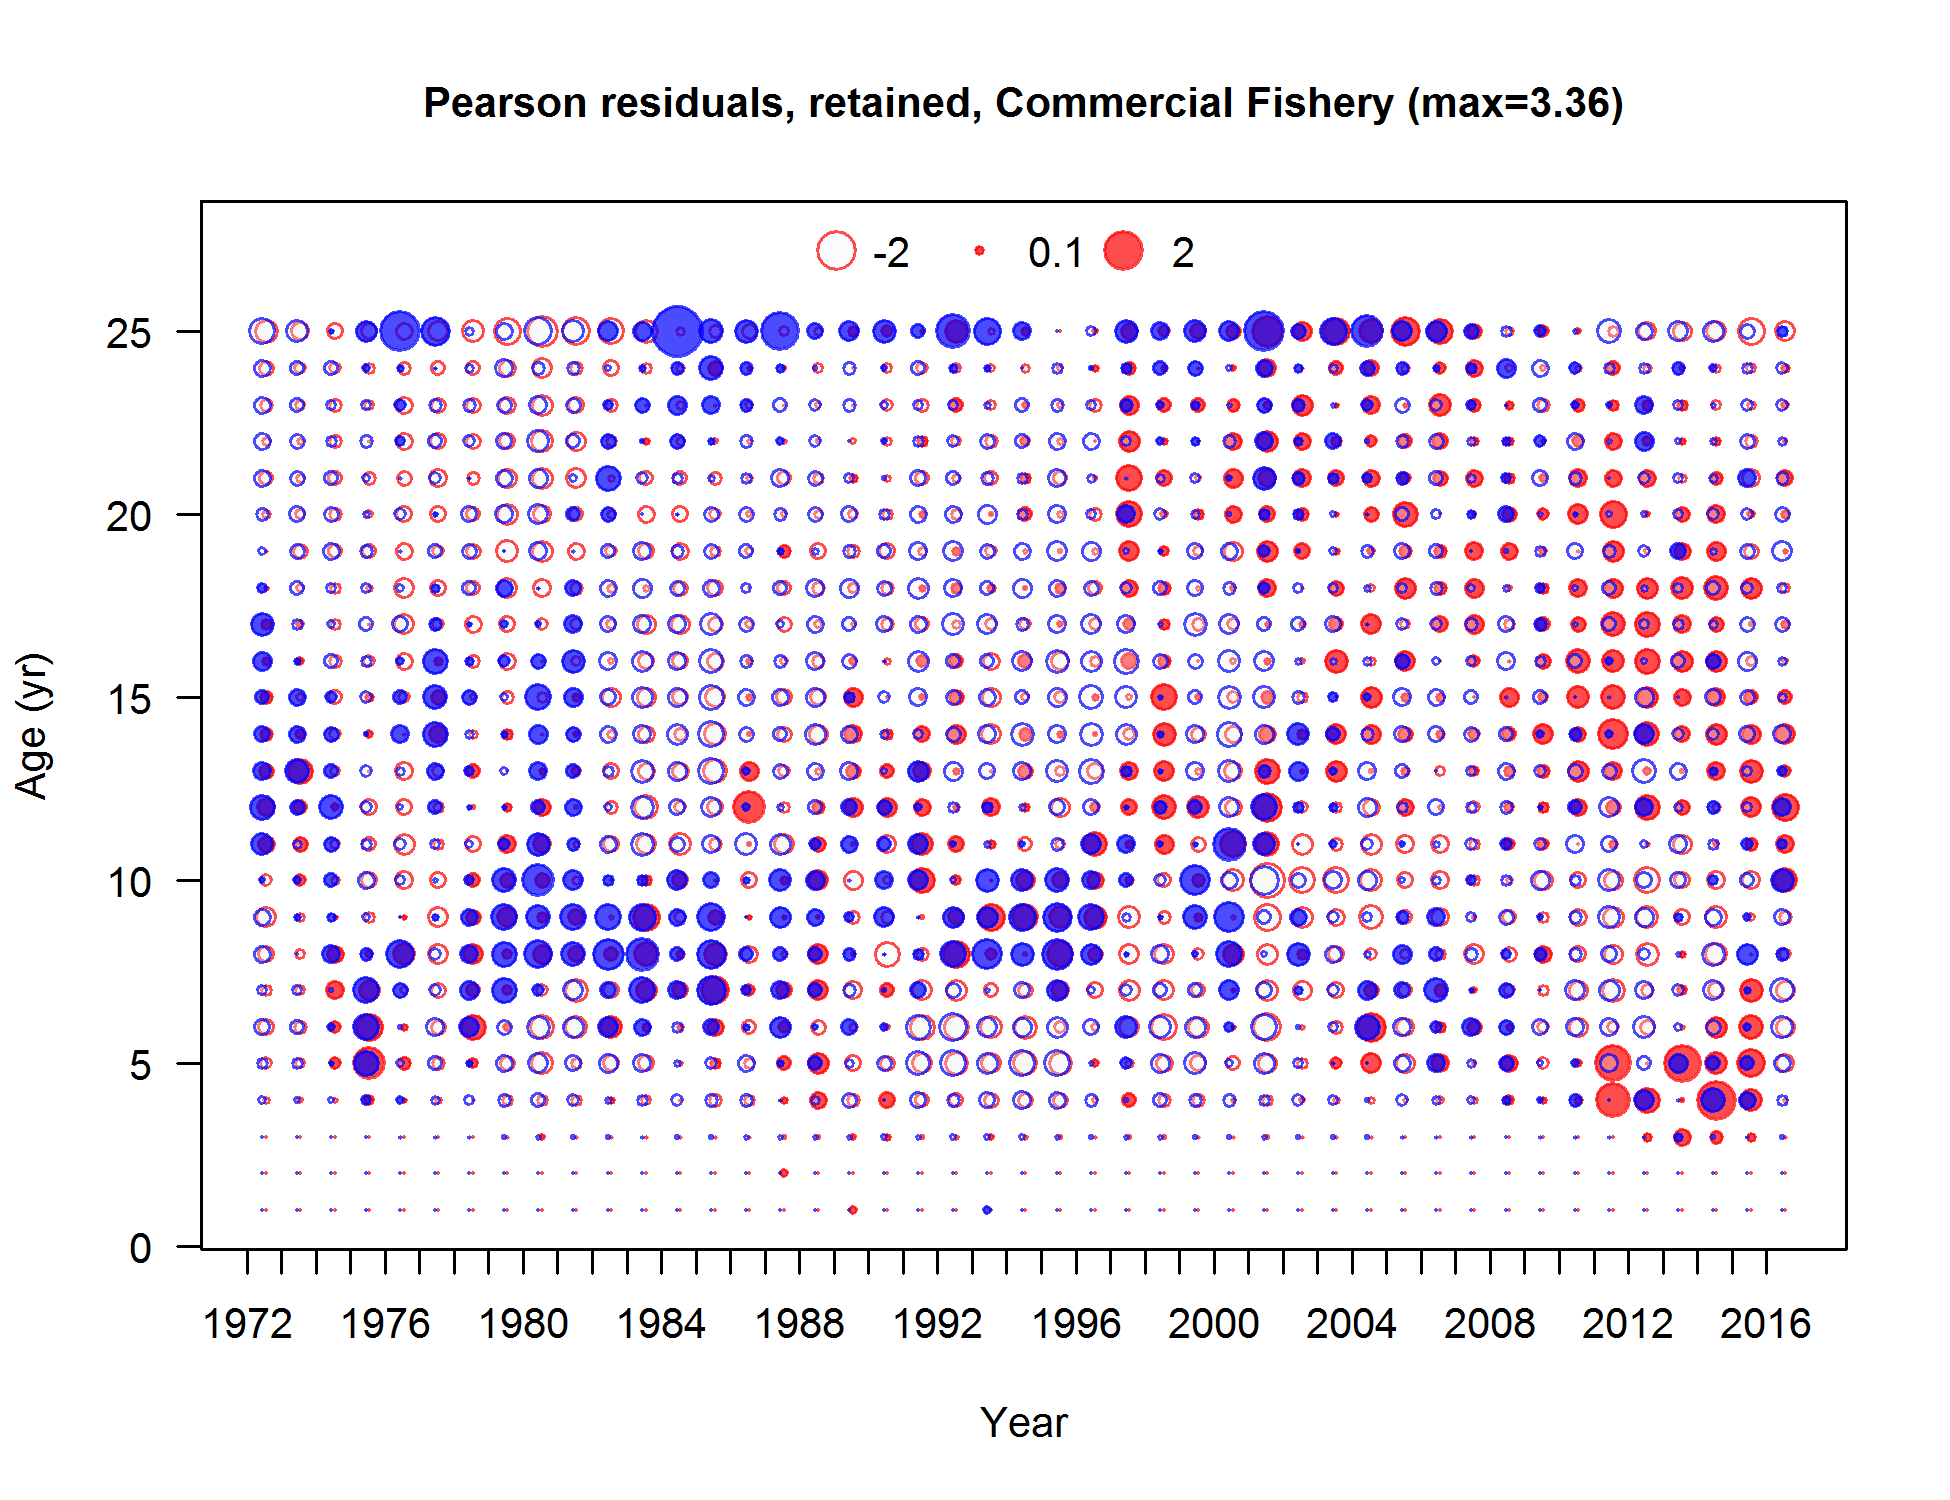 Pearson residuals, retained, Commercial Fishery (max=3.36)
-2 0.1 2
25
20
15
10
5
0
Age (yr)
1972 1976 1980 1984 1988 1992 1996 2000 2004 2008 2012 2016
Year